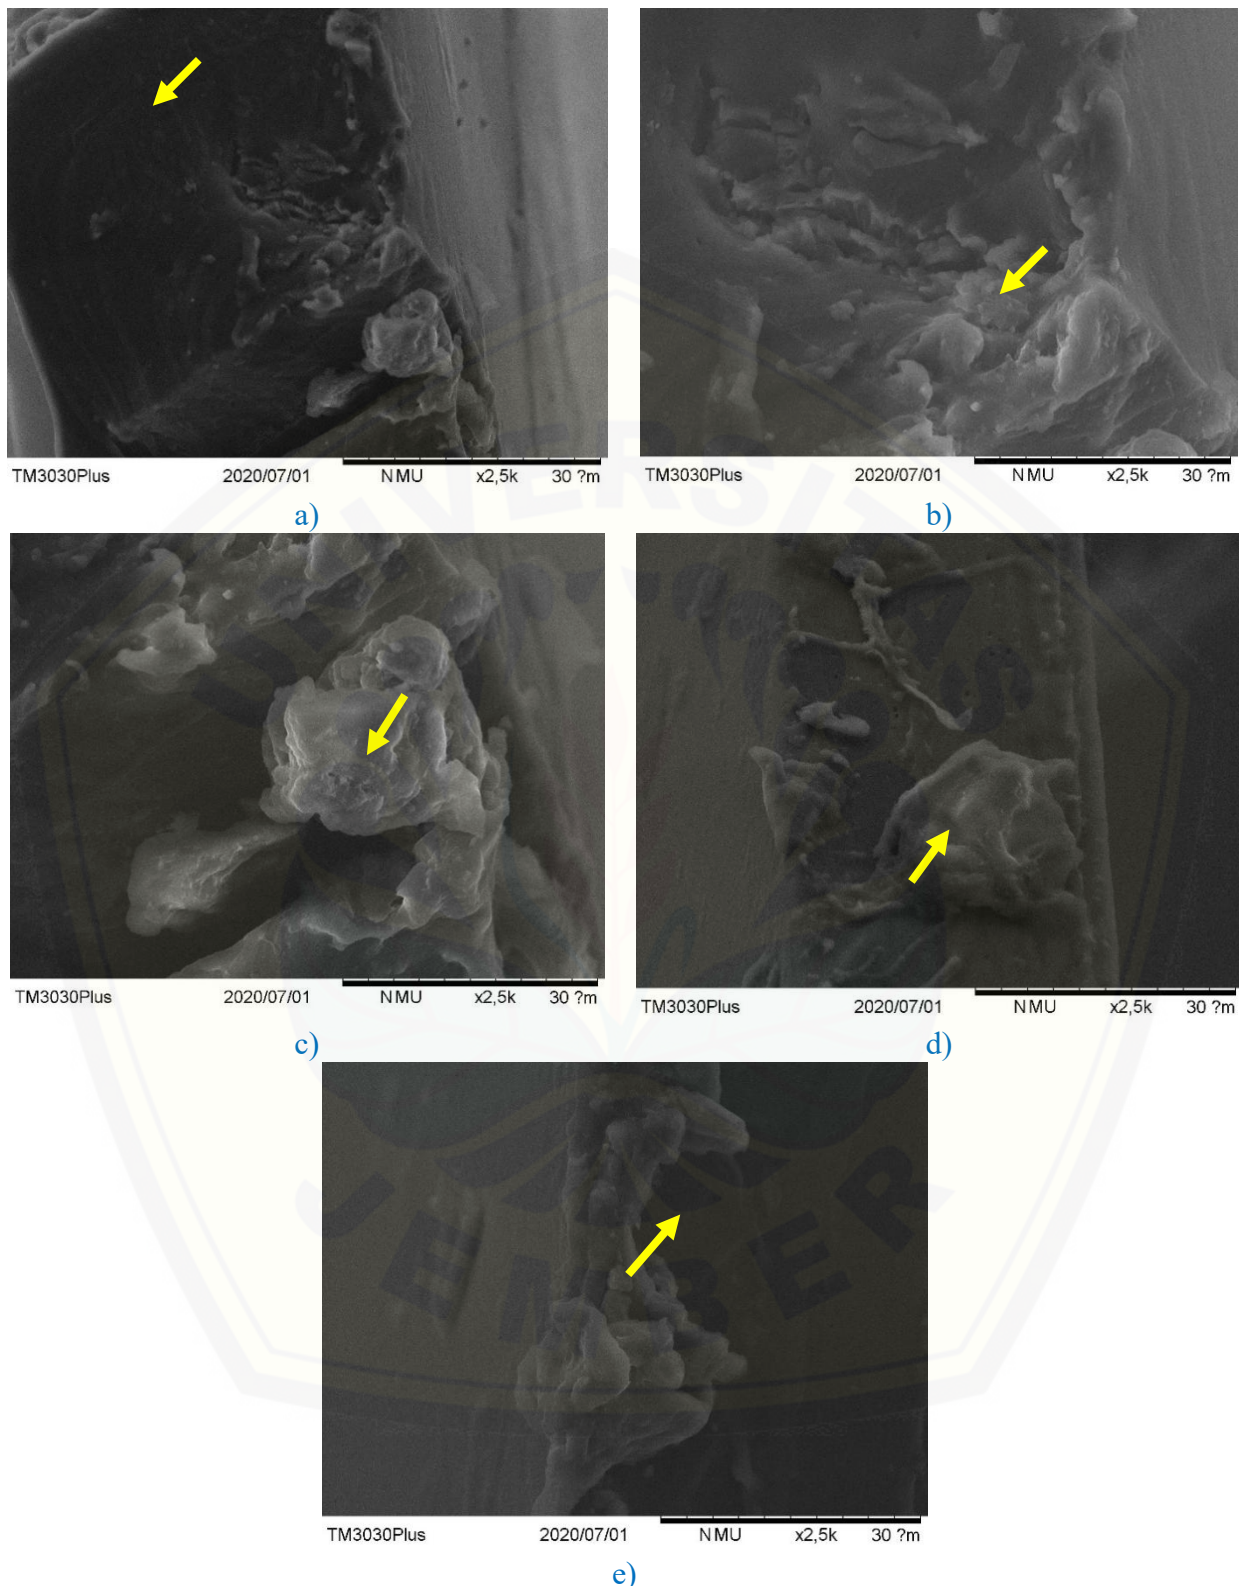 TM3030Plus 2020/07/01 NMU x2,5k 30 ?m
TM3030Plus 2020/07/01 NMU x2,5k 30 ?m
a)
b)
TM3030Plus 2020/07/01 NMU x2,5k 30 ?m
TM3030Plus 2020/07/01 NMU x2,5k 30 ?m
c)
d)
UNIVERSITAS
JEMBER
TM3030Plus 2020/07/01 NMU x2,5k 30 ?m
e)